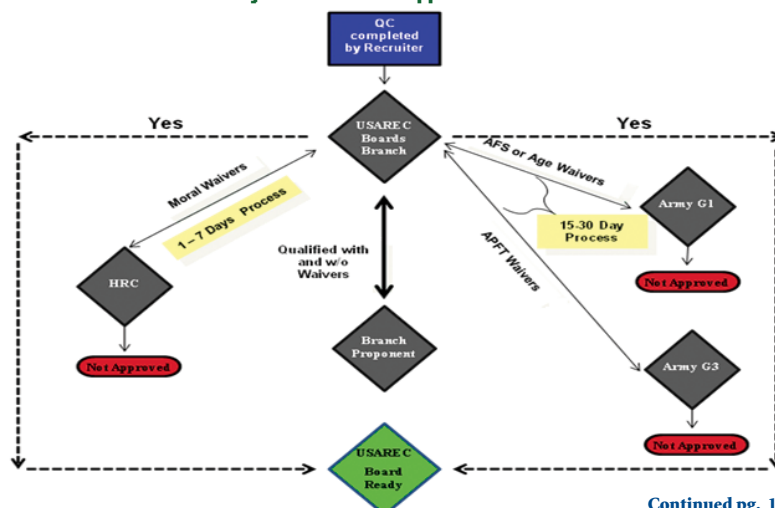 QC
completed
by Recruiter
Yes
USAREC
Boards
Branch
Yes
Moral Waivers
1 – 7 Days Process
AFS or Age Waivers
15-30 Day
Process
APFT Waivers
Army G1
Not Approved
Qualified with
and w/o
Waivers
HRC
Not Approved
Branch
Proponent
Army G3
Not Approved
USAREC
Board
Ready
Continued pg. 1